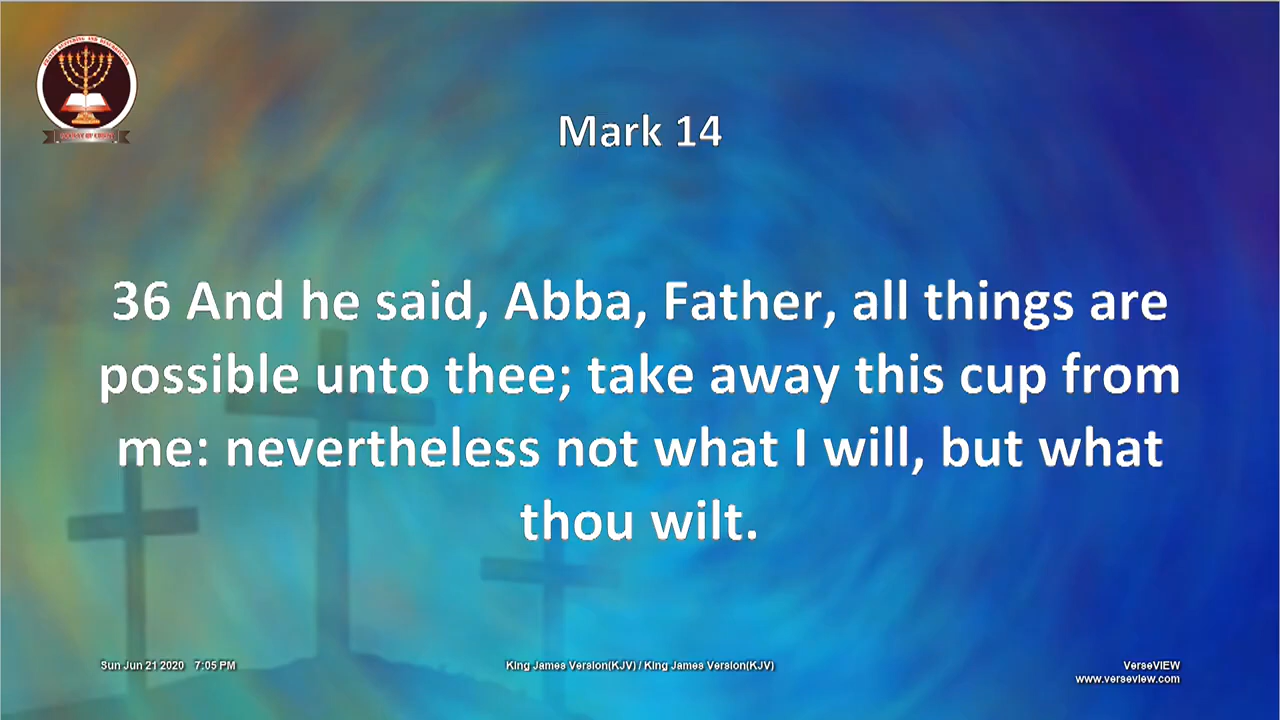 Mark 14
36 And he said, Abba, Father, all things are
possible unto thee; take away this cup from
me: nevertheless not what I will, but what
thou wilt.
Sun Jun 21 2020 7:05 PM
King James Version(KJV) / King James Version(KJV)
VerseVIEW
www.verseview.com